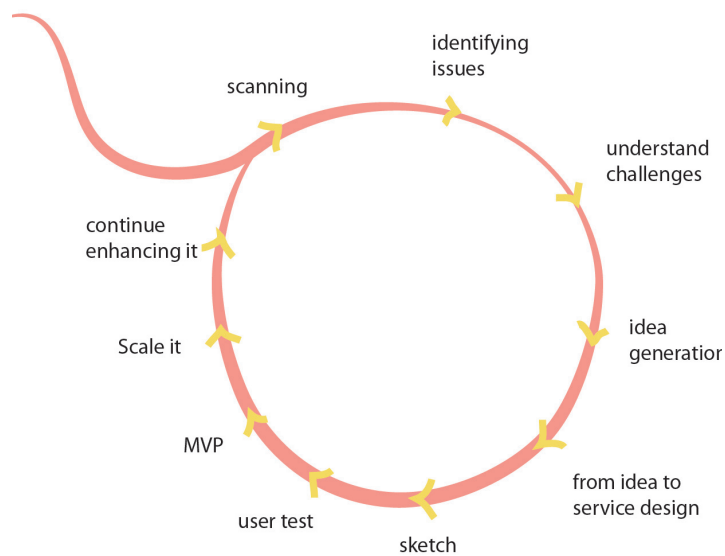 scanning
identifying
issues
understand
challenges
idea
generation
from idea to
service design
sketch
user test
MVP
Scale it
continue
enhancing it